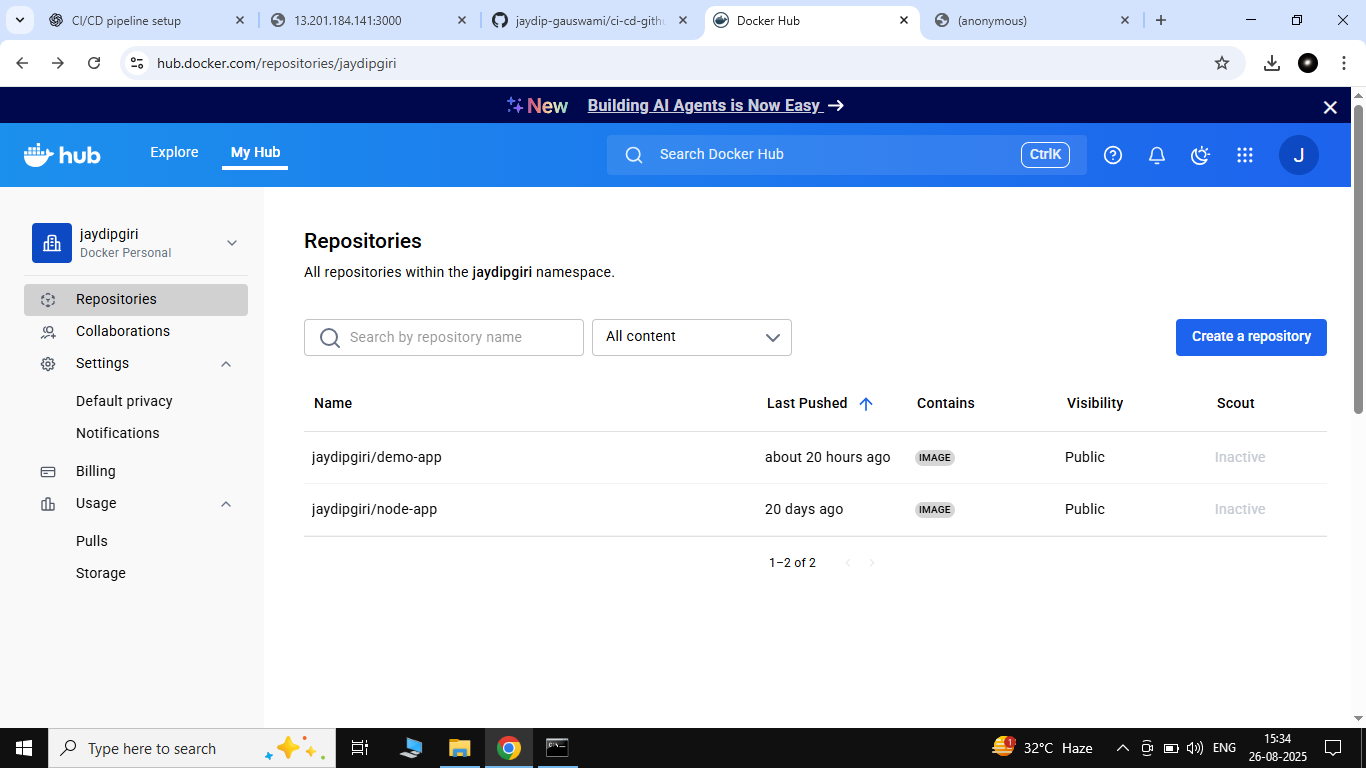 CI/CD pipeline setup
13.201.184.141:3000
jaydip-gauswami/ci-cd-gith
Docker Hub
(anonymous)
hub.docker.com/repositories/jaydipgiri
New Building AI Agents is Now Easy
hub
Explore
My Hub
Search Docker Hub
CtrlK
J
jaydipgiri
Docker Personal
Repositories
Collaborations
Settings
Default privacy
Notifications
Billing
Usage
Pulls
Storage
Repositories
All repositories within the jaydipgiri namespace.
Search by repository name
All content
Create a repository
Name Last Pushed Contains Visibility Scout
jaydipgiri/demo-app about 20 hours ago IMAGE Public Inactive
jaydipgiri/node-app 20 days ago IMAGE Public Inactive
1–2 of 2
Type here to search
1
32°C Haze
ENG
15:34
26-08-2025